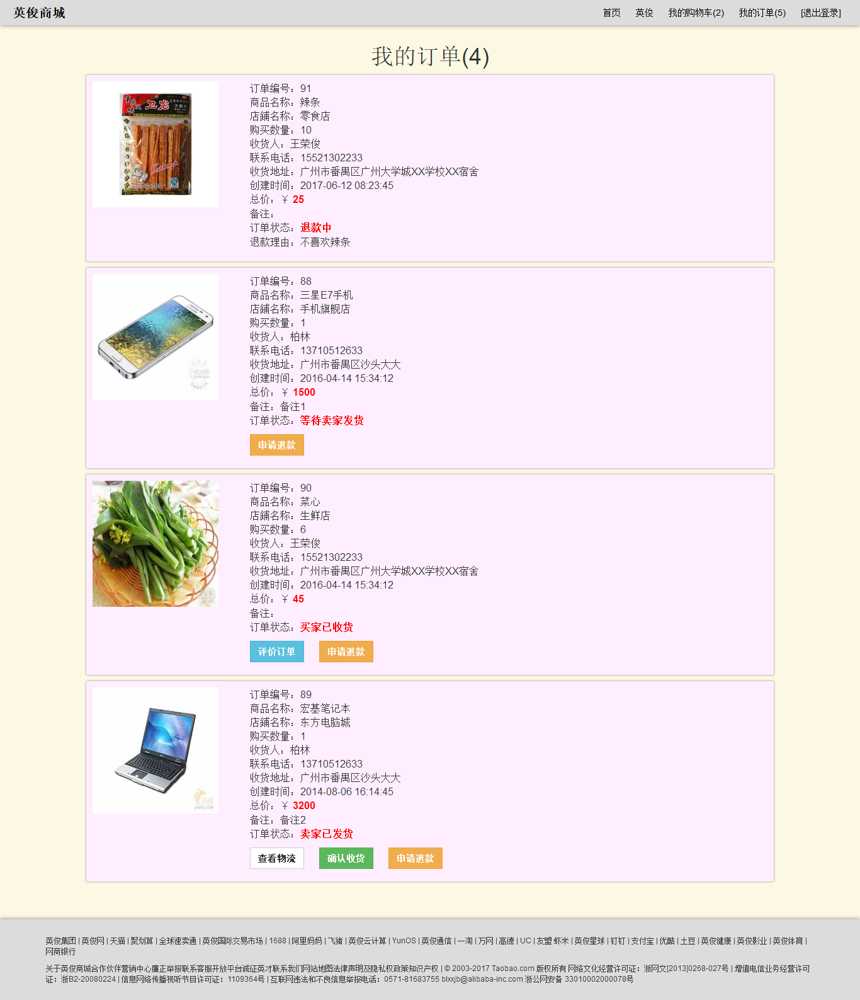 英俊商城
首页 英俊 我的购物车(2) 我的订单(5) [退出登录]
我的订单(4)
卫龙
订单编号：91
商品名称：辣条
店鋪名称：零食店
购买数量：10
收货人：王荣俊
联系电话：15521302233
收货地址：广州市番禺区广州大学城XX学校XX宿舍
创建时间：2017-06-12 08:23:45
总价：￥ 25
备注：
订单状态：退款中
退款理由：不喜欢辣条
订单编号：88
商品名称：三星E7手机
店鋪名称：手机旗舰店
购买数量：1
收货人：柏林
联系电话：13710512633
收货地址：广州市番禺区沙头大大
创建时间：2016-04-14 15:34:12
总价：￥ 1500
备注：备注1
订单状态：等待卖家发货
申请退款
订单编号：90
商品名称：菜心
店鋪名称：生鲜店
购买数量：6
收货人：王荣俊
联系电话：15521302233
收货地址：广州市番禺区广州大学城XX学校XX宿舍
创建时间：2016-04-14 15:34:12
总价：￥ 45
备注：
订单状态：买家已收货
评价订单 申请退款
订单编号：89
商品名称：宏基笔记本
店鋪名称：东方电脑城
购买数量：1
收货人：柏林
联系电话：13710512633
收货地址：广州市番禺区沙头大大
创建时间：2014-08-06 16:14:45
总价：￥ 3200
备注：备注2
订单状态：卖家已发货
查看物流 确认收货 申请退款
英俊集团 | 英俊网 | 天猫 | 聚划算 | 全球速卖通 | 英俊国际交易市场 | 1688 | 阿里妈妈 | 飞猪 | 英俊云计算 | YunOS | 英俊通信 | 一淘 | 万网 | 高德 | UC | 友盟 虾米 | 英俊星球 | 钉钉 | 支付宝 | 优酷 | 土豆 | 英俊健康 | 英俊影业 | 英俊体育 |
网商银行
关于英俊商城合作伙伴营销中心廉正举报联系客服开放平台诚征英才联系我们网站地图法律声明及隐私权政策知识产权 | © 2003-2017 Taobao.com 版权所有 网络文化经营许可证：浙网文[2013]0268-027号 | 增值电信业务经营许可
证：浙B2-20080224 | 信息网络传播视听节目许可证：1109364号 | 互联网违法和不良信息举报电话：0571-81683755 blxxjb@alibaba-inc.com 浙公网安备 33010002000078号